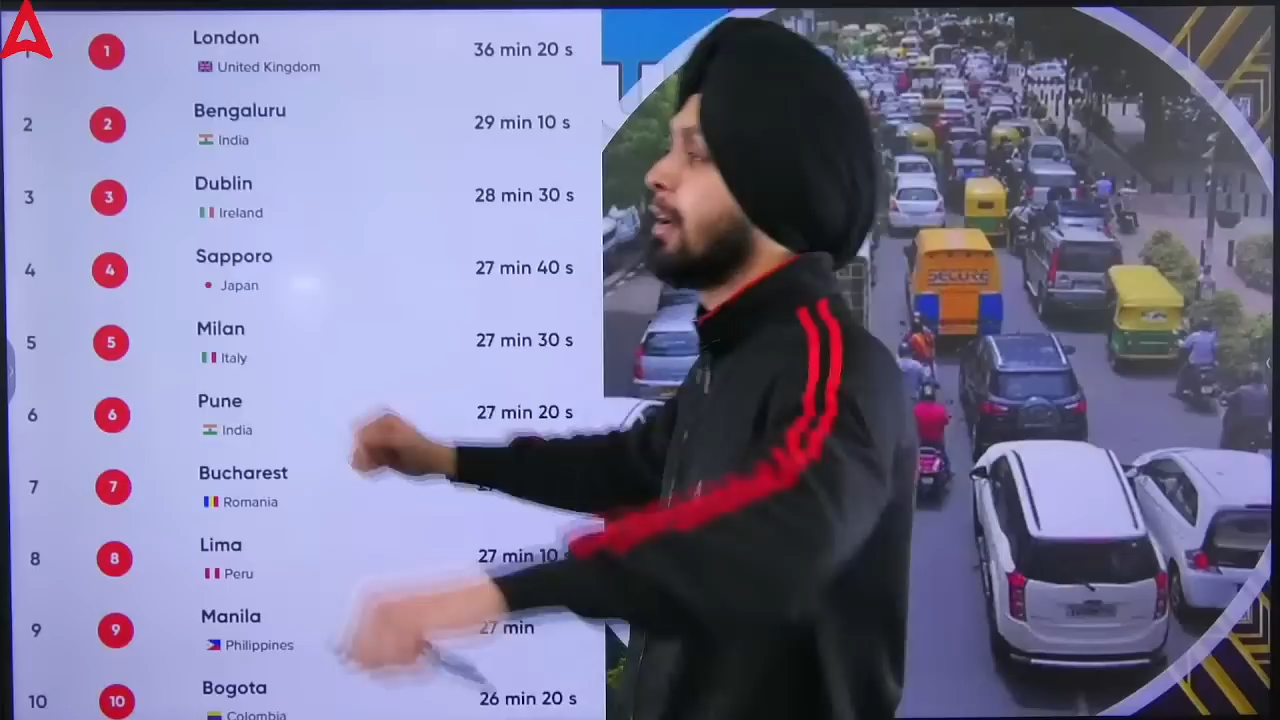 1 1 London 36 min 20 s
United Kingdom
2 2 Bengaluru 29 min 10 s
India
3 3 Dublin 28 min 30 s
Ireland
4 4 Sapporo 27 min 40 s
Japan
5 5 Milan 27 min 30 s
Italy
6 6 Pune 27 min 20 s
India
7 7 Bucharest
Romania
8 8 Lima 27 min 10 s
Peru
9 9 Manila 27 min
Philippines
10 10 Bogota 26 min 20 s
Colombia
SECURE